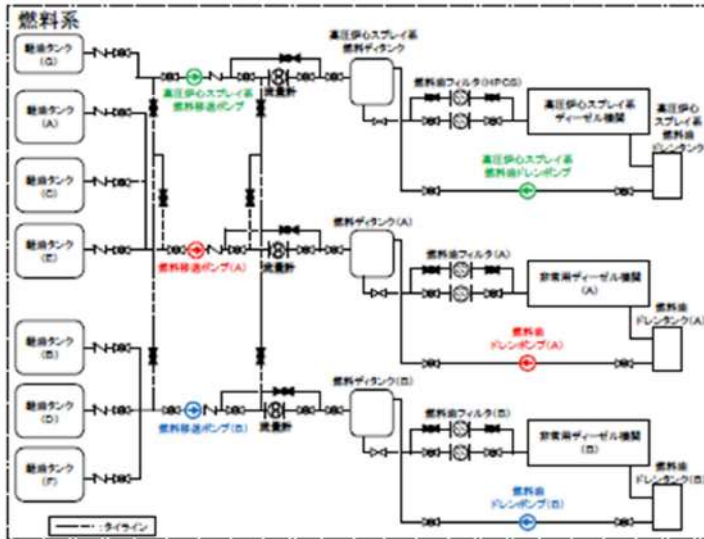 燃料系
軽油タンク
(G)
軽油タンク
(A)
軽油タンク
(C)
軽油タンク
(E)
軽油タンク
(B)
軽油タンク
(D)
軽油タンク
(F)
高圧炉心スプレイ系
燃料移送ポンプ
流量計
高圧炉心スプレイ系
燃料ディタンク
燃料油フィルタ(HPCS)
高圧炉心スプレイ系
ディーゼル機関
高圧炉心
スプレイ系
燃料油
ドレンタンク
高圧炉心スプレイ系
燃料油ドレンポンプ
燃料移送ポンプ(A)
流量計
燃料ディタンク(A)
燃料油フィルタ(A)
非常用ディーゼル機関
(A)
燃料油
ドレンタンク(A)
燃料油
ドレンポンプ(A)
燃料移送ポンプ(B)
流量計
燃料ディタンク(B)
燃料油フィルタ(B)
非常用ディーゼル機関
(B)
燃料油
ドレンタンク(B)
燃料油
ドレンポンプ(B)
:タイライン